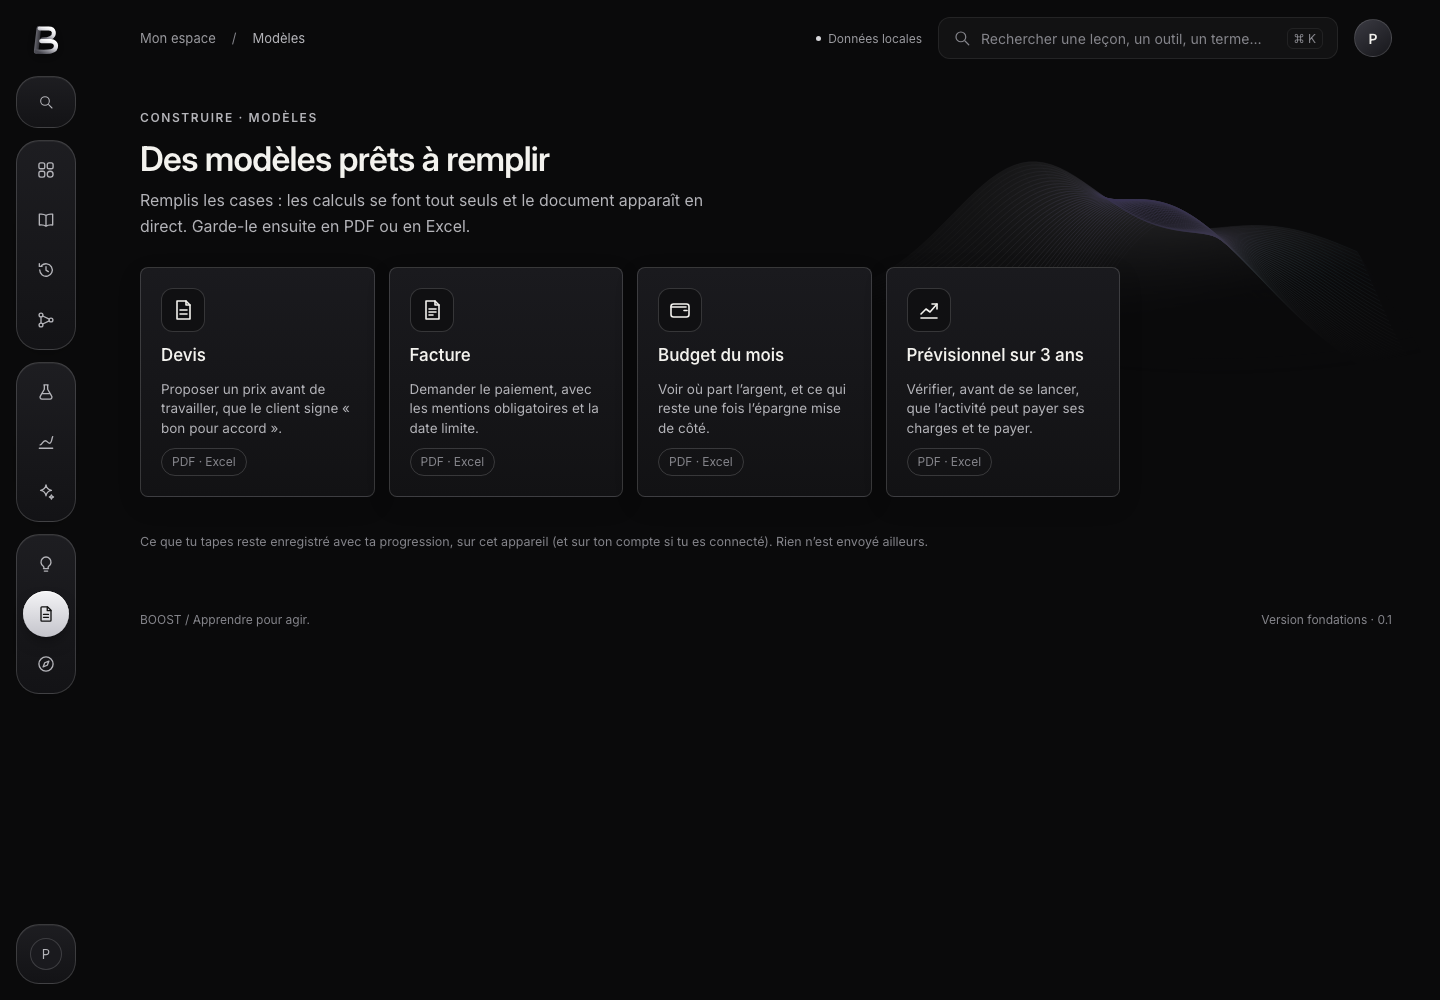 B
Mon espace / Modèles
Données locales
Rechercher une leçon, un outil, un terme...
⌘ K
P
CONSTRUIRE · MODÈLES
Des modèles prêts à remplir
Remplis les cases : les calculs se font tout seuls et le document apparaît en
direct. Garde-le ensuite en PDF ou en Excel.
Devis
Proposer un prix avant de
travailler, que le client signe «
bon pour accord ».
PDF · Excel
Facture
Demander le paiement, avec
les mentions obligatoires et la
date limite.
PDF · Excel
Budget du mois
Voir où part l’argent, et ce qui
reste une fois l’épargne mise
de côté.
PDF · Excel
Prévisionnel sur 3 ans
Vérifier, avant de se lancer,
que l’activité peut payer ses
charges et te payer.
PDF · Excel
Ce que tu tapes reste enregistré avec ta progression, sur cet appareil (et sur ton compte si tu es connecté). Rien n’est envoyé ailleurs.
BOOST / Apprendre pour agir.
Version fondations · 0.1
P